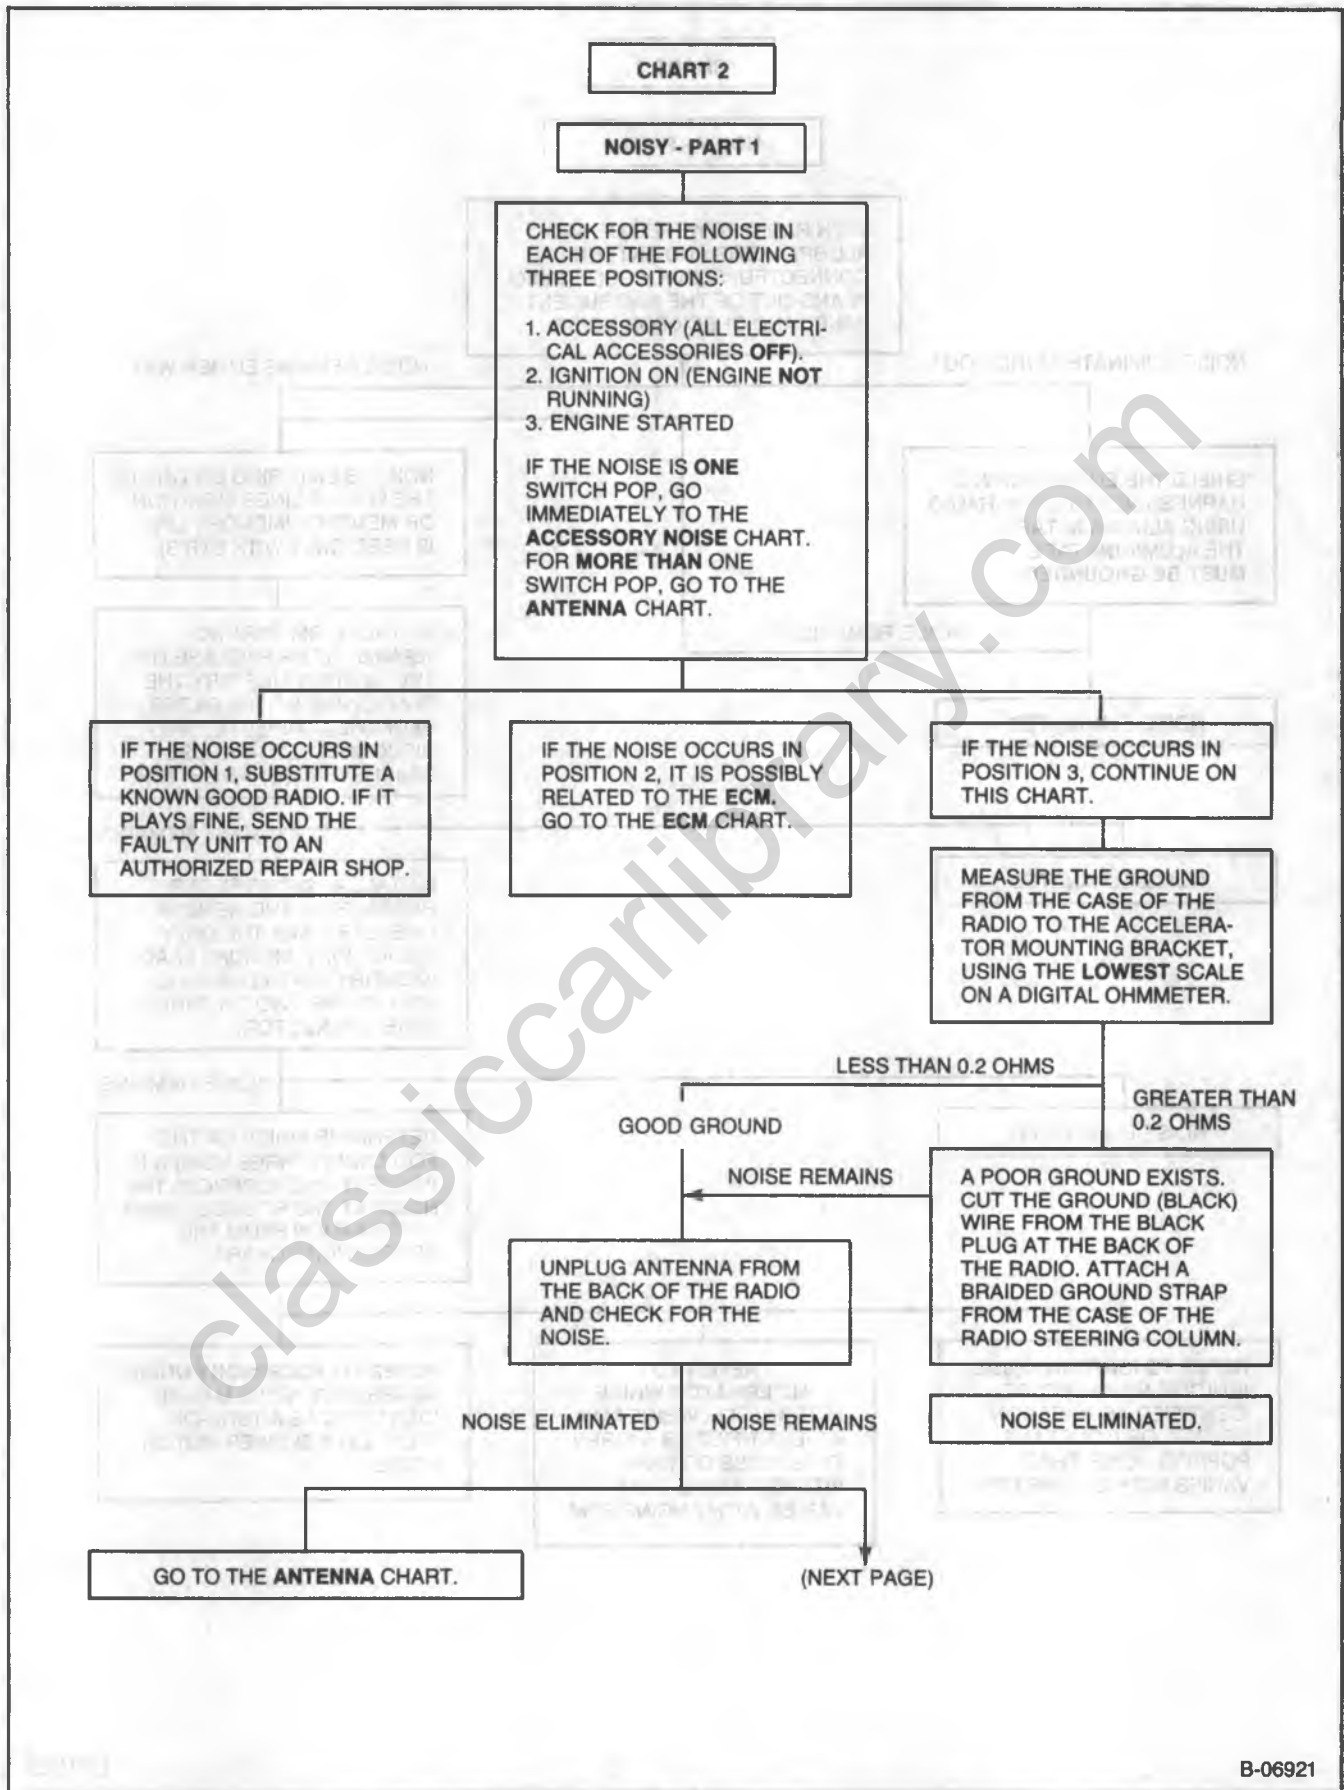 CHART 2
NOISY - PART 1
CHECK FOR THE NOISE IN
EACH OF THE FOLLOWING
THREE POSITIONS:
1. ACCESSORY (ALL ELECTRI-
CAL ACCESSORIES OFF).
2. IGNITION ON (ENGINE NOT
RUNNING)
3. ENGINE STARTED
IF THE NOISE IS ONE
SWITCH POP, GO
IMMEDIATELY TO THE
ACCESSORY NOISE CHART.
FOR MORE THAN ONE
SWITCH POP, GO TO THE
ANTENNA CHART.
IF THE NOISE OCCURS IN
POSITION 1, SUBSTITUTE A
KNOWN GOOD RADIO. IF IT
PLAYS FINE, SEND THE
FAULTY UNIT TO AN
AUTHORIZED REPAIR SHOP.
IF THE NOISE OCCURS IN
POSITION 2, IT IS POSSIBLY
RELATED TO THE ECM.
GO TO THE ECM CHART.
IF THE NOISE OCCURS IN
POSITION 3, CONTINUE ON
THIS CHART.
MEASURE THE GROUND
FROM THE CASE OF THE
RADIO TO THE ACCELERA-
TOR MOUNTING BRACKET,
USING THE LOWEST SCALE
ON A DIGITAL OHMMETER.
LESS THAN 0.2 OHMS
GREATER THAN
0.2 OHMS
GOOD GROUND
NOISE REMAINS
A POOR GROUND EXISTS.
CUT THE GROUND (BLACK)
WIRE FROM THE BLACK
PLUG AT THE BACK OF
THE RADIO. ATTACH A
BRAIDED GROUND STRAP
FROM THE CASE OF THE
RADIO STEERING COLUMN.
UNPLUG ANTENNA FROM
THE BACK OF THE RADIO
AND CHECK FOR THE
NOISE.
NOISE ELIMINATED
NOISE REMAINS
NOISE ELIMINATED.
GO TO THE ANTENNA CHART.
(NEXT PAGE)
B-06921
classiccarlibrary.com